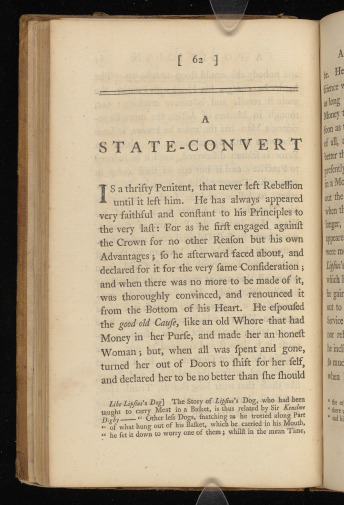 [ 62 ]
A
STATE-CONVERT
IS a thrifty Penitent, that never left Rebellion
until it left him. He has always appeared
very faithful and constant to his Principles to
the very last: For as he first engaged against
the Crown for no other Reason but his own
Advantages; so he afterward faced about, and
declared for it for the very same Consideration;
and when there was no more to be made of it,
was thoroughly convinced, and renounced it
from the Bottom of his Heart. He espoused
the good old Cause, like an old Whore that had
Money in her Purse, and made her an honest
Woman; but, when all was spent and gone,
turned her out of Doors to shift for her self,
and declared her to be no better than she should
Like Lipsius's Dog] The Story of Lipsius's Dog, who had been
taught to carry Meat in a Basket, is thus related by Sir Kenelme
Digby—— "Other less Dogs, snatching as he trotted along Part
" of what hung out of his Basket, which he carried in his Mouth,
" he set it down to worry one of them; whilst in the mean Time,